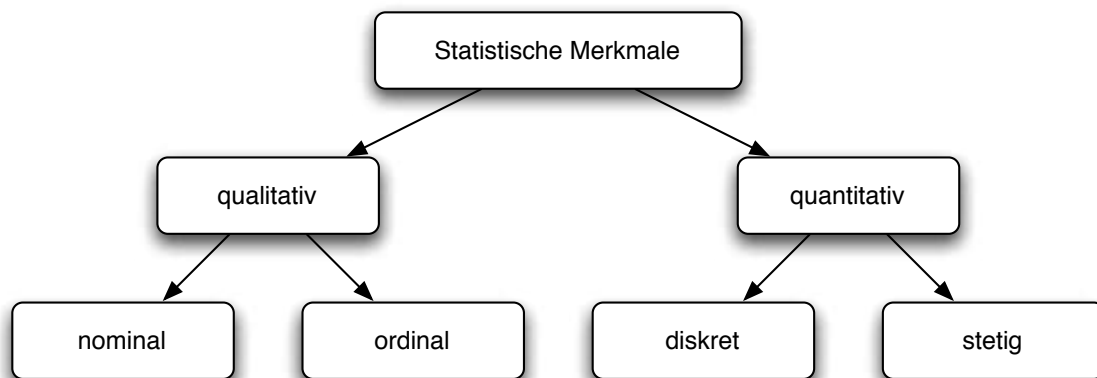 Statistische Merkmale
qualitativ
quantitativ
nominal
ordinal
diskret
stetig